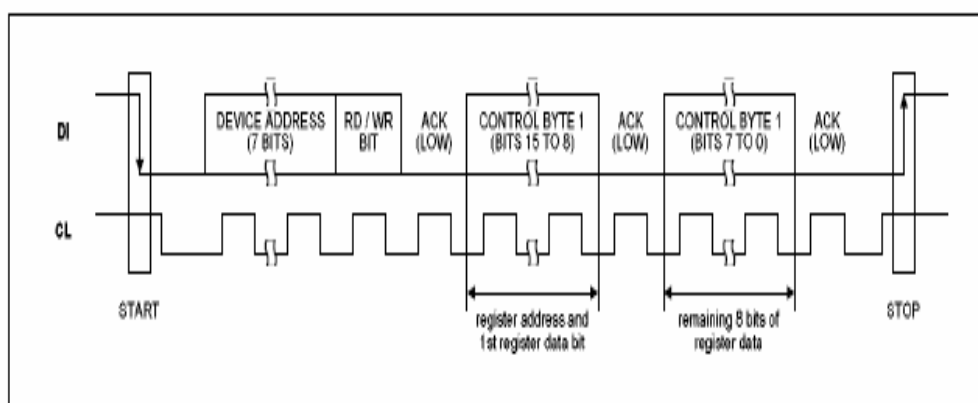 DI
DEVICE ADDRESS
(7 BITS)
RD / WR
BIT
ACK
(LOW)
CONTROL BYTE 1
(BITS 15 TO 8)
ACK
(LOW)
CONTROL BYTE 1
(BITS 7 TO 0)
ACK
(LOW)
CL
START
register address and
1st register data bit
remaining 8 bits of
register data
STOP